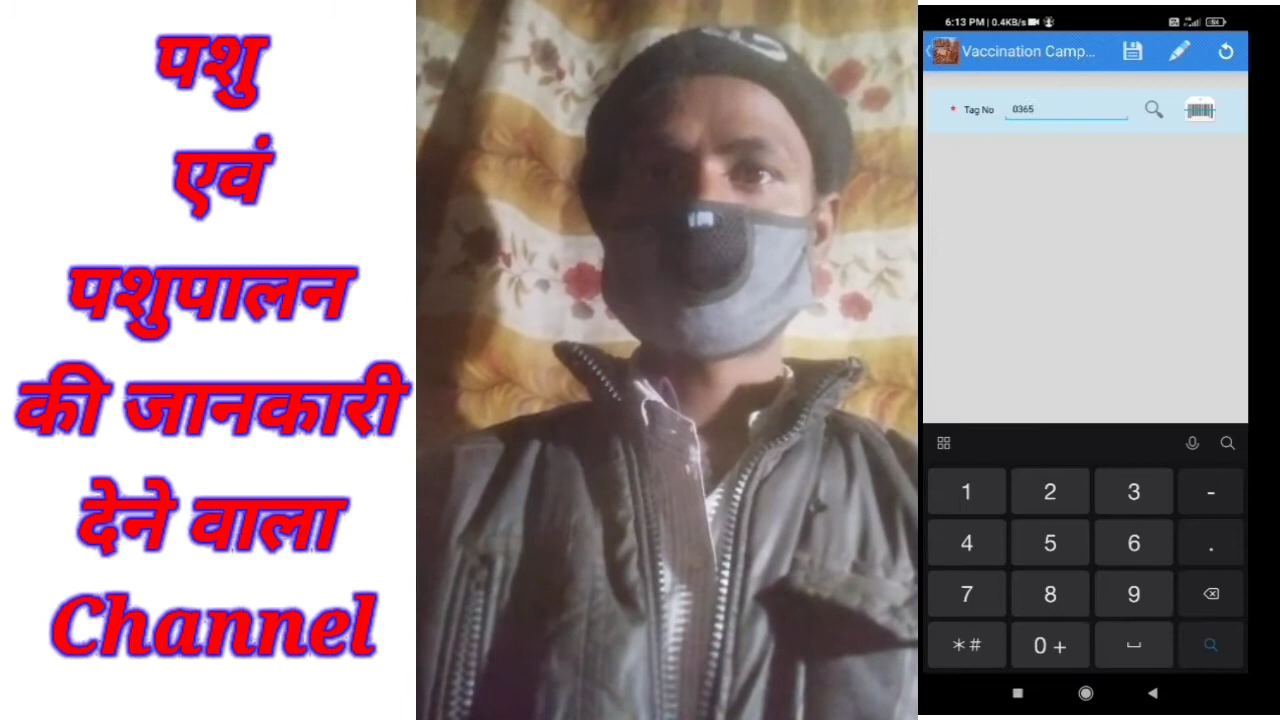 पशु
एवं
पशुपालन
की जानकारी
देने वाला
Channel
6:13 PM | 0.4KB/s
54
Vaccination Camp...
* Tag No 0365
1 2 3 -
4 5 6 .
7 8 9
*# 0 +